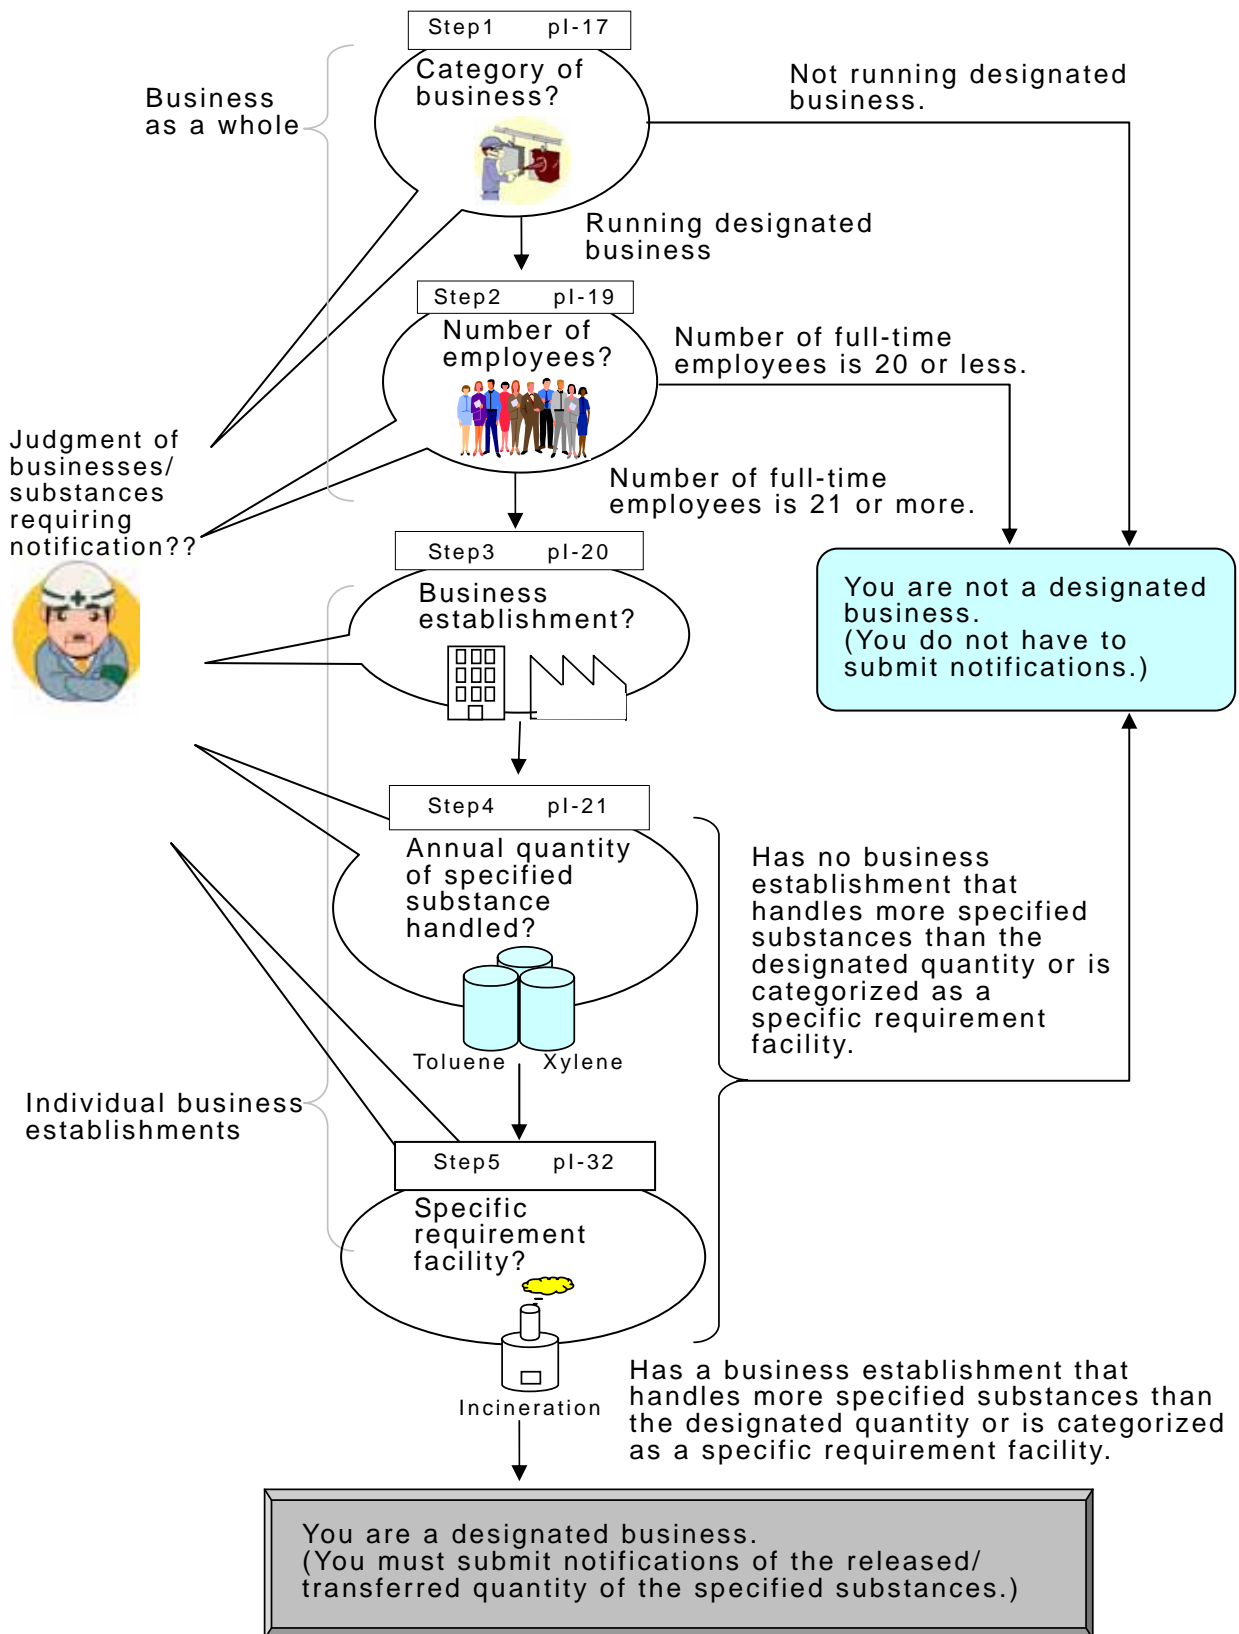 Step1 pI-17
Category of
business?
Not running designated
business.
Business
as a whole
Running designated
business
Step2 pI-19
Number of
employees?
Number of full-time
employees is 20 or less.
Judgment of
businesses/
substances
requiring
notification??
Number of full-time
employees is 21 or more.
Step3 pI-20
Business
establishment?
You are not a designated
business.
(You do not have to
submit notifications.)
Step4 pI-21
Annual quantity
of specified
substance
handled?
Toluene Xylene
Has no business
establishment that
handles more specified
substances than the
designated quantity or is
categorized as a
specific requirement
facility.
Individual business
establishments
Step5 pI-32
Specific
requirement
facility?
Incineration
Has a business establishment that
handles more specified substances than
the designated quantity or is categorized
as a specific requirement facility.
You are a designated business.
(You must submit notifications of the released/
transferred quantity of the specified substances.)